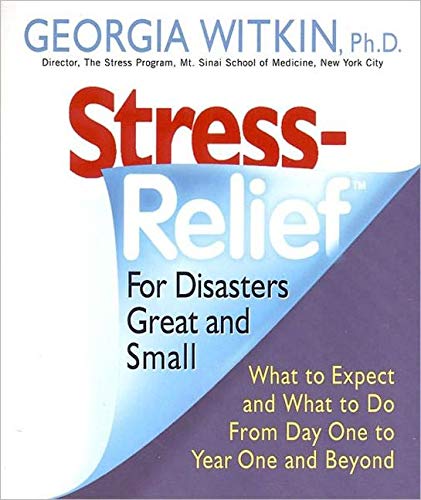 GEORGIA WITKIN, Ph.D.
Director, The Stress Program, Mt. Sinai School of Medicine, New York City
Stress-
Relief™
For Disasters
Great and
Small
What to Expect
and What to Do
From Day One to
Year One and Beyond